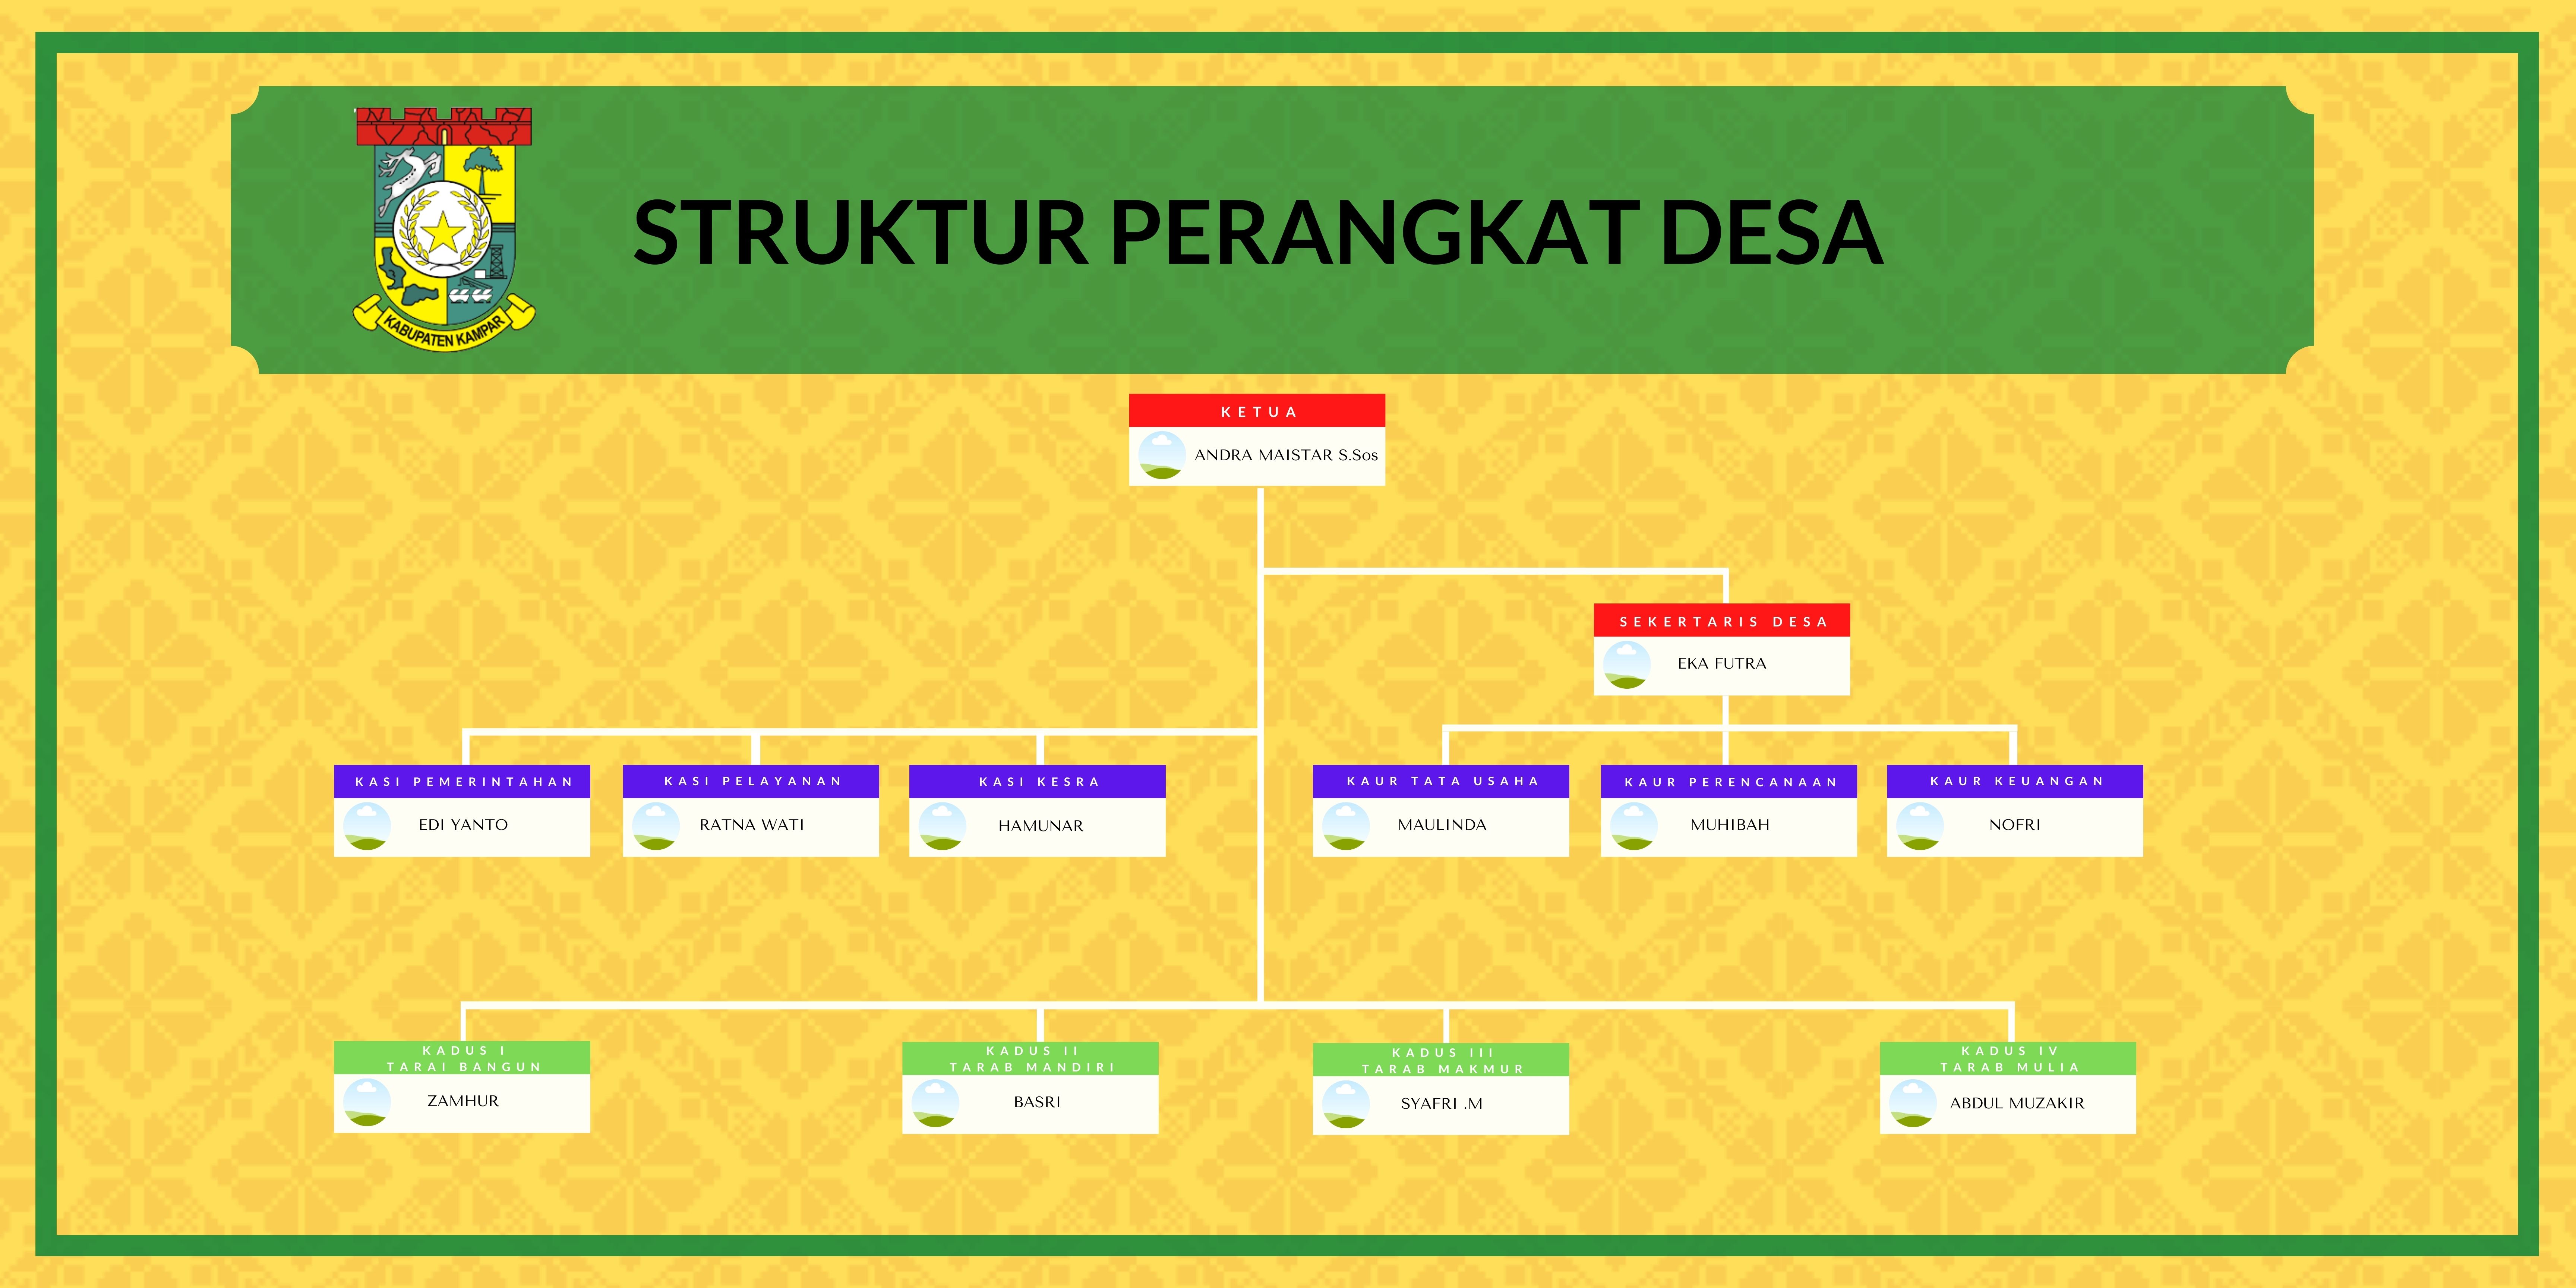 KABUPATEN KAMPAR
STRUKTUR PERANGKAT DESA
KETUA
ANDRA MAISTAR S.Sos
SEKERTARIS DESA
EKA FUTRA
KASI PEMERINTAHAN
EDI YANTO
KASI PELAYANAN
RATNA WATI
KASI KESRA
HAMUNAR
KAUR TATA USAHA
MAULINDA
KAUR PERENCANAAN
MUHIBAH
KAUR KEUANGAN
NOFRI
KADUS I
TARAI BANGUN
ZAMHUR
KADUS II
TARAB MANDIRI
BASRI
KADUS III
TARAB MAKMUR
SYAFRI .M
KADUS IV
TARAB MULIA
ABDUL MUZAKIR